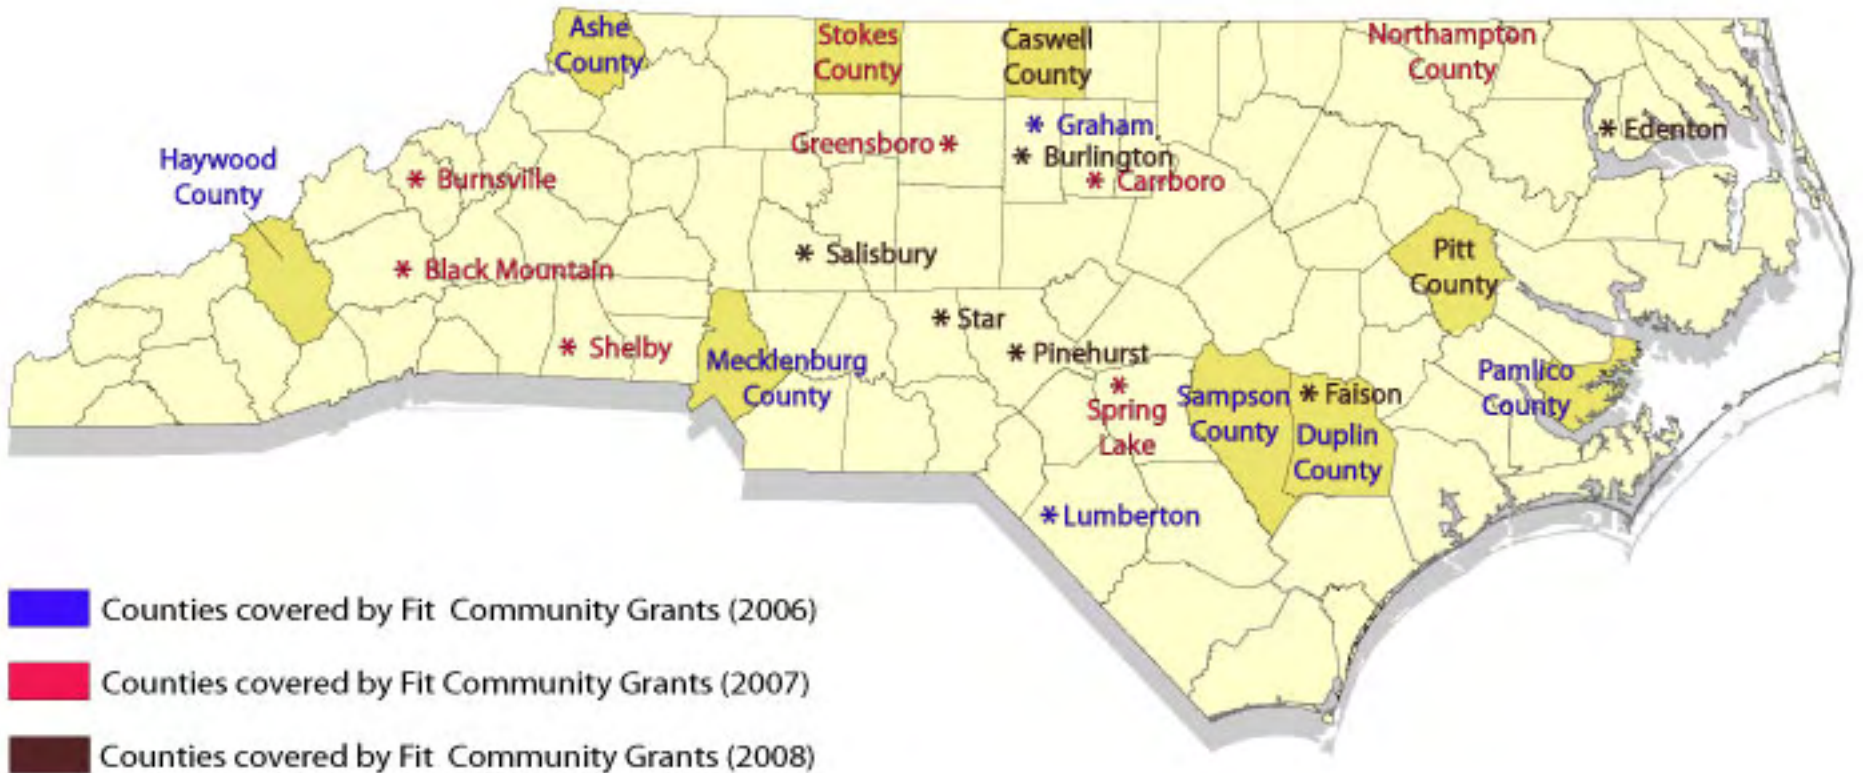 Ashe
County
Stokes
County
Caswell
County
Northampton
County
Haywood
County
Greensboro *
* Graham
* Burlington
* Carrboro
* Edenton
* Burnsville
* Black Mountain
* Salisbury
Pitt
County
* Star
* Shelby
* Pinehurst
Mecklenburg
County
*
Spring
Lake
Sampson
County
* Faison
Duplin
County
Pamlico
County
* Lumberton
Counties covered by Fit Community Grants (2006)
Counties covered by Fit Community Grants (2007)
Counties covered by Fit Community Grants (2008)